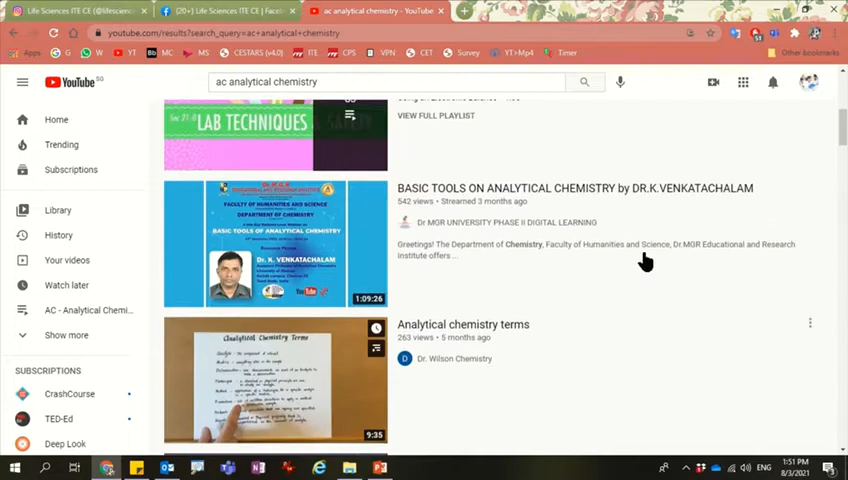 Life Sciences ITE CE (@lifescienc
(20+) Life Sciences ITE CE | Face
ac analytical chemistry - YouTube
youtube.com/results?search_query=ac+analytical+chemistry
51
Apps
G
W
YT
Bb MC
MS
CESTARS (v4.0)
ITE
CPS
VPN
CET
Survey
YT>Mp4
Timer
Other bookmarks
YouTube SG
ac analytical chemistry
Home
Trending
Subscriptions
Library
History
Your videos
Watch later
AC - Analytical Chemi...
Show more
SUBSCRIPTIONS
CrashCourse
TED-Ed
Deep Look
LAB TECHNIQUES & SAFETY
VIEW FULL PLAYLIST
FACULTY OF HUMANITIES AND SCIENCE
DEPARTMENT OF CHEMISTRY
BASIC TOOLS OF ANALYTICAL CHEMISTRY
Dr. K. VENKATACHALAM
YouTube
1:09:26
BASIC TOOLS ON ANALYTICAL CHEMISTRY by DR.K.VENKATACHALAM
542 views • Streamed 3 months ago
Dr MGR UNIVERSITY PHASE II DIGITAL LEARNING
Greetings! The Department of Chemistry, Faculty of Humanities and Science, Dr.MGR Educational and Research
Institute offers ...
Analytical Chemistry Terms
9:35
Analytical chemistry terms
263 views • 5 months ago
D
Dr. Wilson Chemistry
ENG
1:51 PM
8/3/2021
3